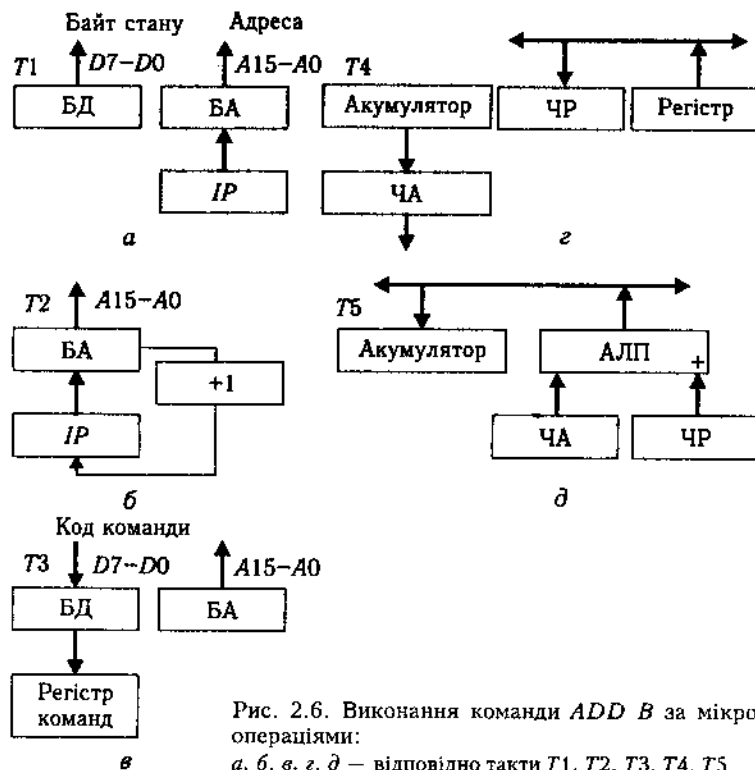 Байт стану Адреса
T1 D7–D0 A15–A0 T4
БД БА Акумулятор ЧР Регістр
IP ЧА
а г
T2 A15–A0 T5
БА Акумулятор АЛП +
+1
IP ЧА ЧР
б д
Код команди
T3 D7–D0 A15–A0
БД БА
Регістр
команд
в
Рис. 2.6. Виконання команди ADD B за мікро
операціями:
а, б, в, г, д — відповідно такти T1, T2, T3, T4, T5